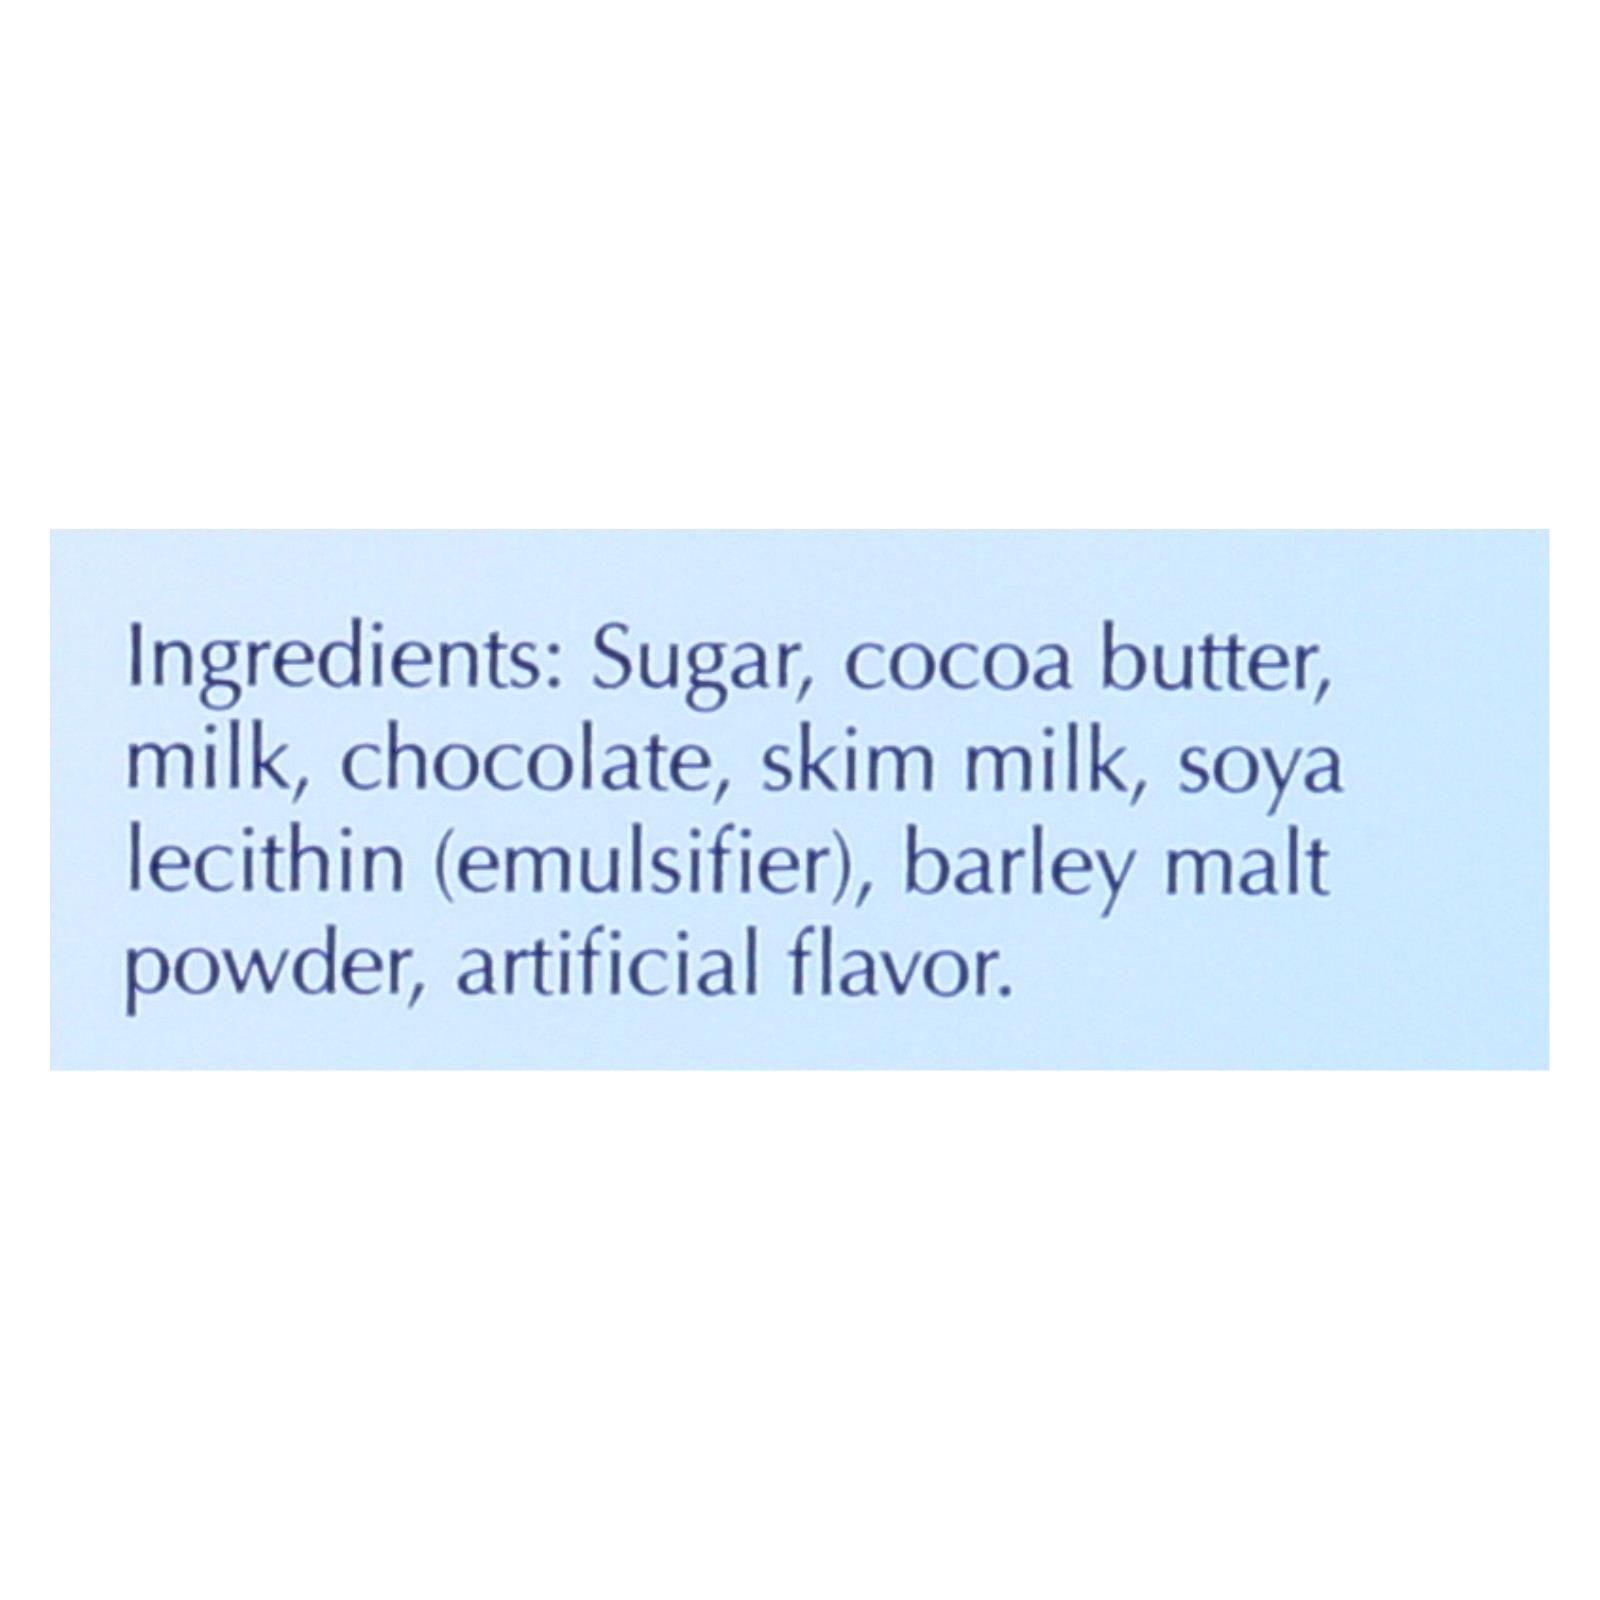 Ingredients: Sugar, cocoa butter,
milk, chocolate, skim milk, soya
lecithin (emulsifier), barley malt
powder, artificial flavor.